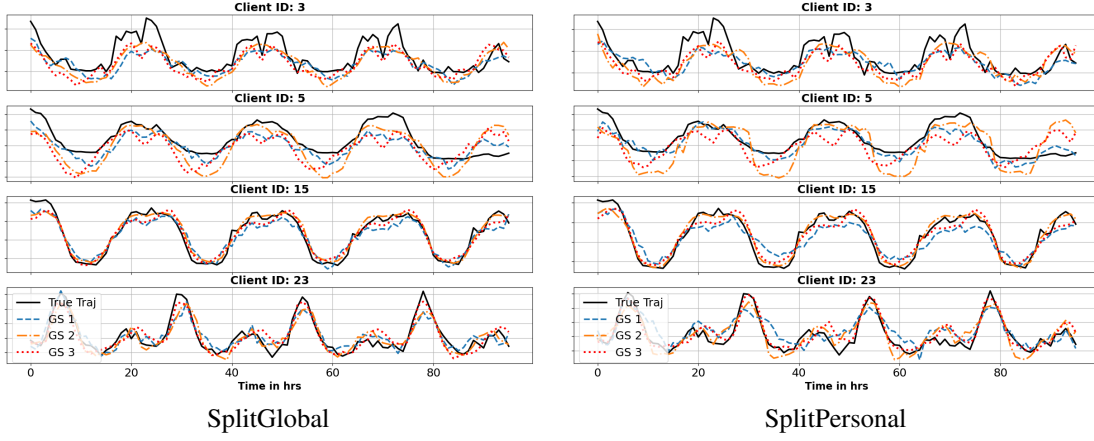 Client ID: 3
Client ID: 5
Client ID: 15
Client ID: 23
True Traj
GS 1
GS 2
GS 3
0 20 40 60 80
Time in hrs
SplitGlobal
Client ID: 3
Client ID: 5
Client ID: 15
Client ID: 23
True Traj
GS 1
GS 2
GS 3
0 20 40 60 80
Time in hrs
SplitPersonal